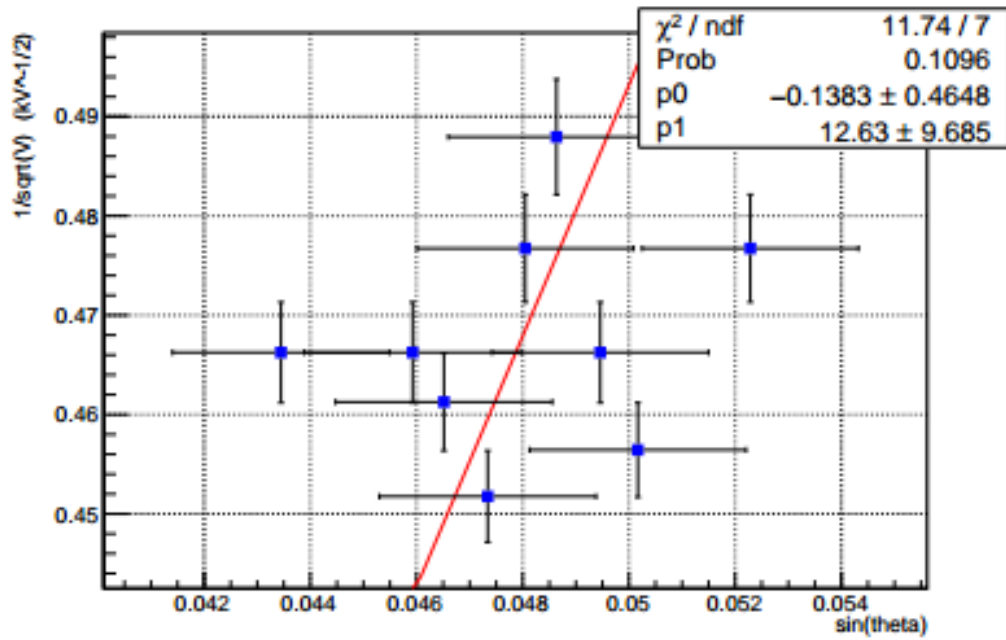 χ² / ndf 11.74 / 7
Prob 0.1096
p0 −0.1383 ± 0.4648
p1 12.63 ± 9.685
1/sqrt(V) (kV^-1/2)
0.49
0.48
0.47
0.46
0.45
0.042 0.044 0.046 0.048 0.05 0.052 0.054
sin(theta)